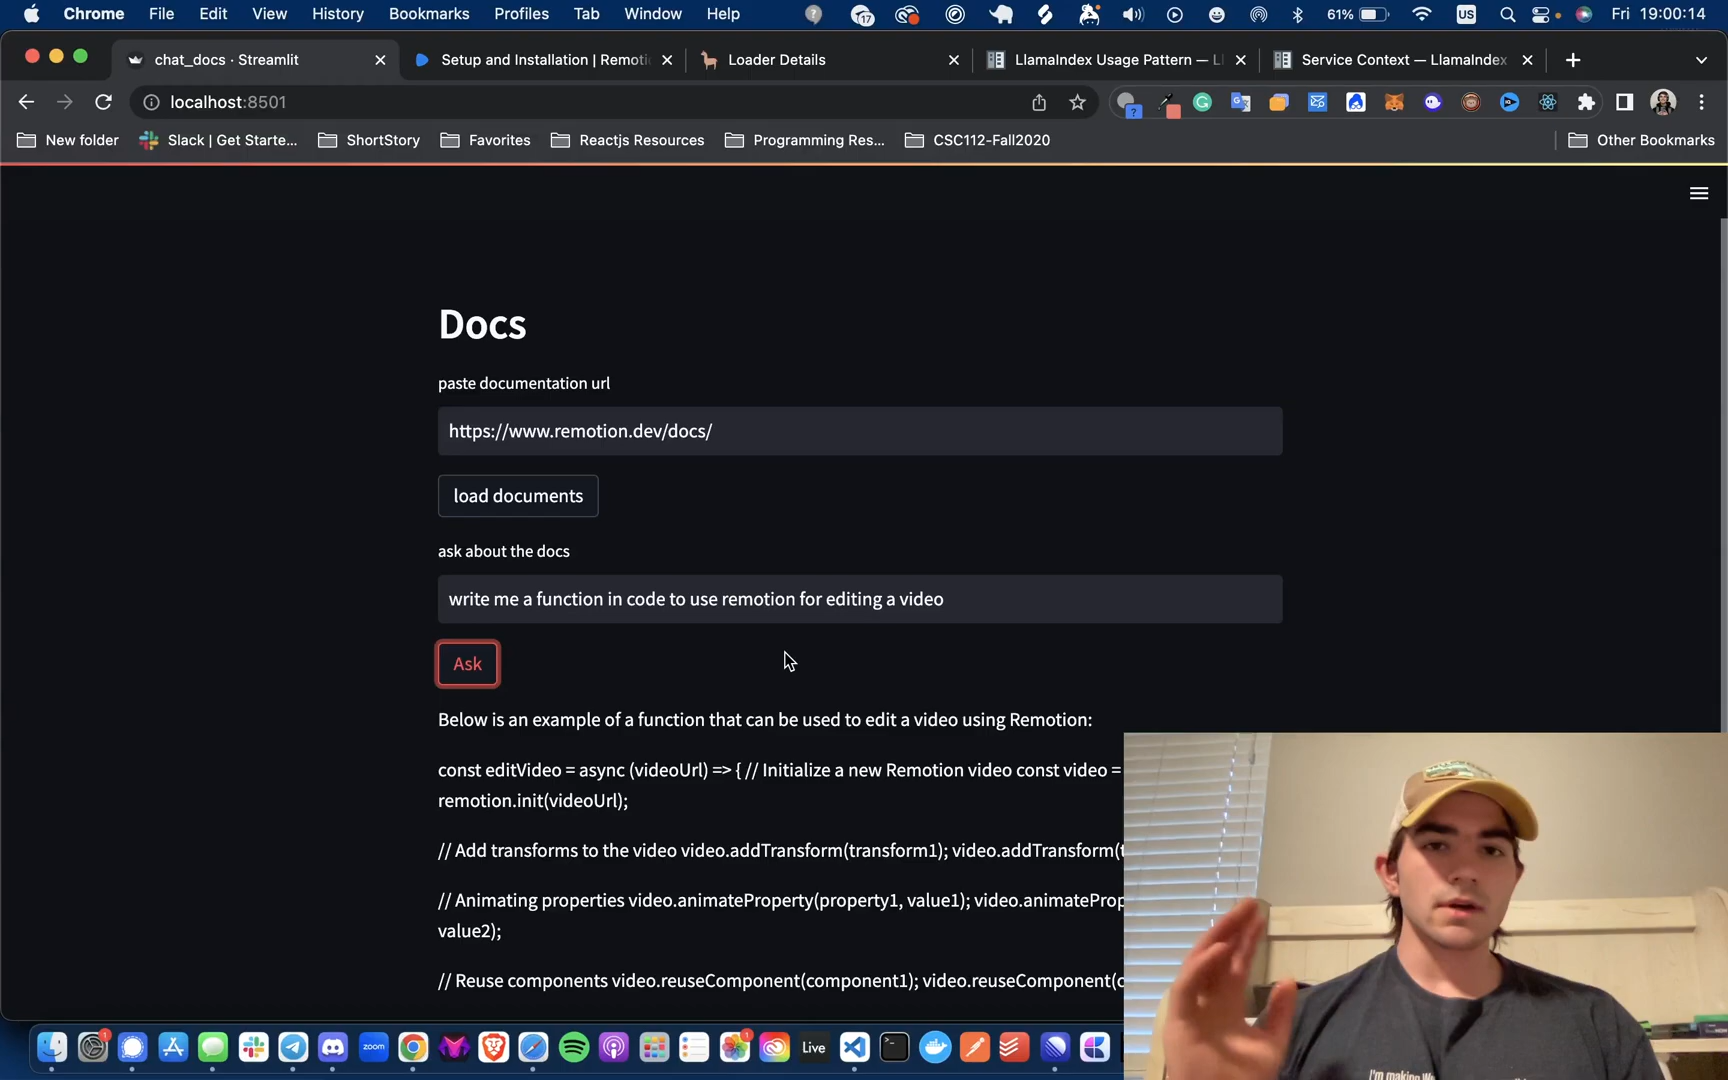 Chrome File Edit View History Bookmarks Profiles Tab Window Help 17 61% US Fri 19:00:14
chat_docs · Streamlit
Setup and Installation | Remoti
Loader Details
LlamaIndex Usage Pattern — Ll
Service Context — LlamaIndex
localhost:8501
New folder
Slack | Get Starte...
ShortStory
Favorites
Reactjs Resources
Programming Res...
CSC112-Fall2020
Other Bookmarks
Docs
paste documentation url
https://www.remotion.dev/docs/
load documents
ask about the docs
write me a function in code to use remotion for editing a video
Ask
Below is an example of a function that can be used to edit a video using Remotion:
const editVideo = async (videoUrl) => { // Initialize a new Remotion video const video =
remotion.init(videoUrl);
// Add transforms to the video video.addTransform(transform1); video.addTransform(
// Animating properties video.animateProperty(property1, value1); video.animateProp
value2);
// Reuse components video.reuseComponent(component1); video.reuseComponent(
zoom
Live
I'm making